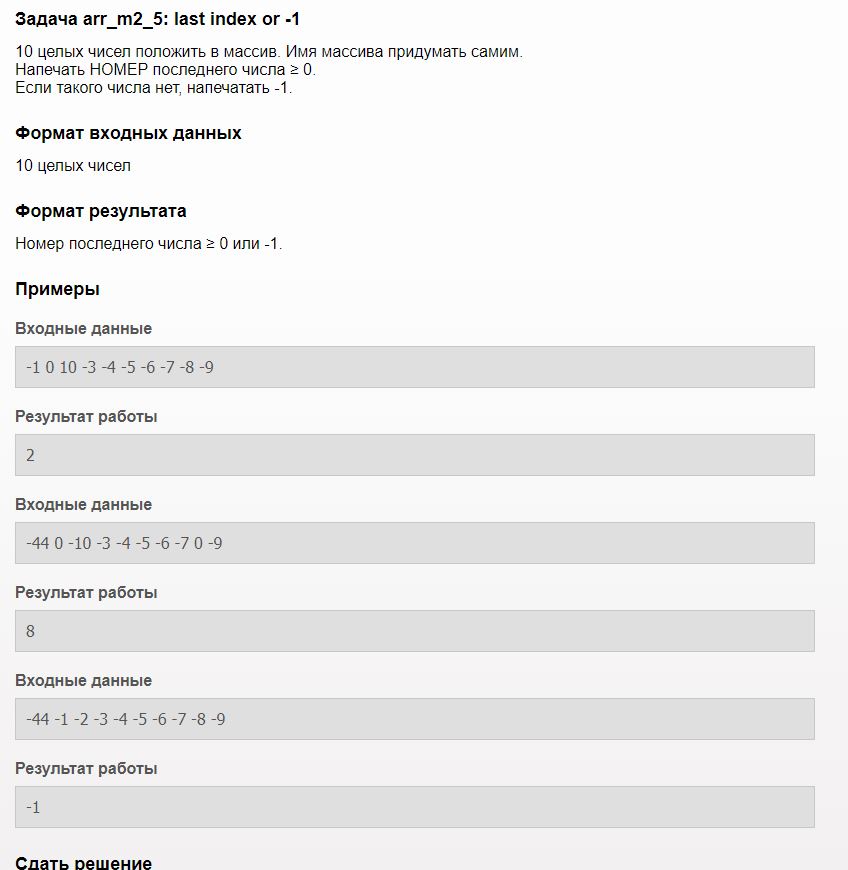 Задача arr_m2_5: last index or -1
10 целых чисел положить в массив. Имя массива придумать самим.
Напечать НОМЕР последнего числа ≥ 0.
Если такого числа нет, напечатать -1.
Формат входных данных
10 целых чисел
Формат результата
Номер последнего числа ≥ 0 или -1.
Примеры
Входные данные
-1 0 10 -3 -4 -5 -6 -7 -8 -9
Результат работы
2
Входные данные
-44 0 -10 -3 -4 -5 -6 -7 0 -9
Результат работы
8
Входные данные
-44 -1 -2 -3 -4 -5 -6 -7 -8 -9
Результат работы
-1
Сдать решение